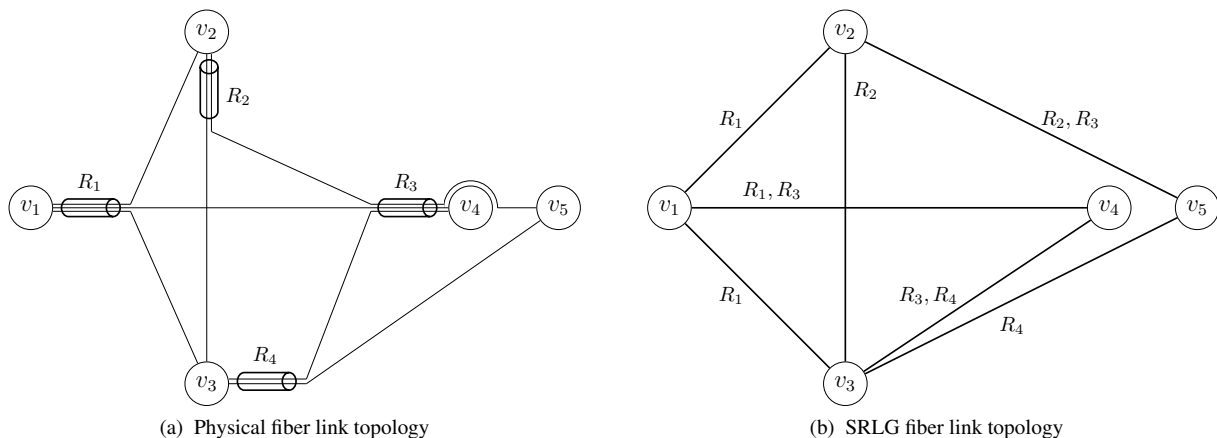 v2
R2
R1
R3
v1
v4
v5
R4
v3
(a) Physical fiber link topology
v2
R2
R1
R2, R3
R1, R3
v1
v4
v5
R3, R4
R1
R4
v3
(b) SRLG fiber link topology